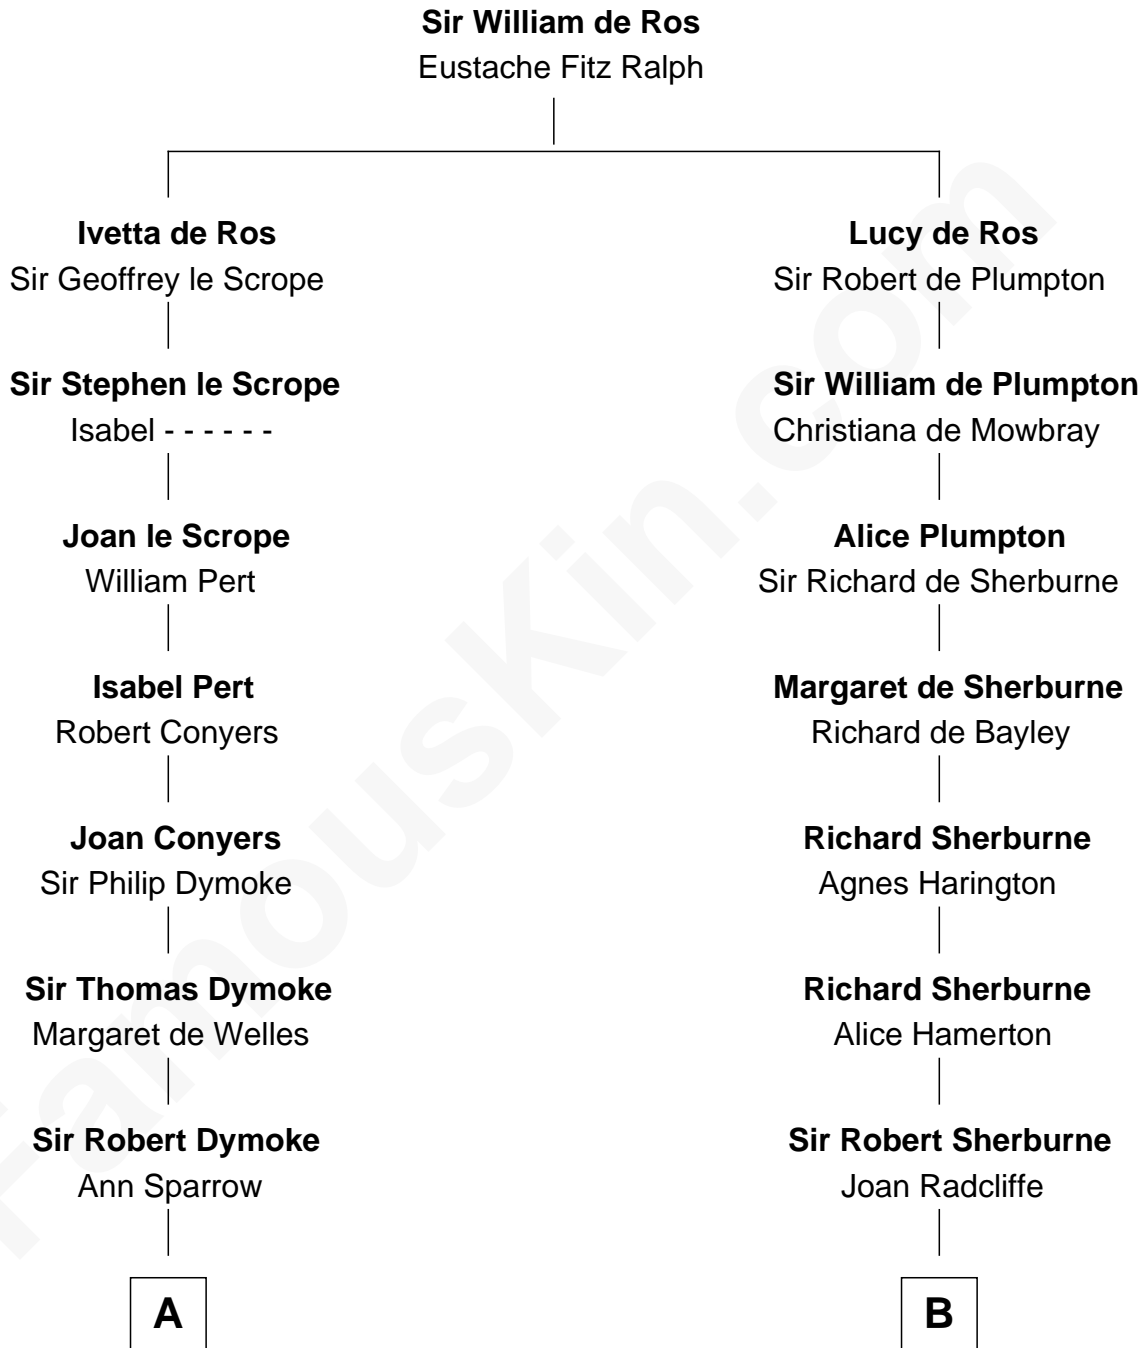 Sir William de Ros
Eustache Fitz Ralph
Ivetta de Ros
Sir Geoffrey le Scrope
Lucy de Ros
Sir Robert de Plumpton
Sir Stephen le Scrope
Isabel - - - - - -
Sir William de Plumpton
Christiana de Mowbray
Joan le Scrope
William Pert
Alice Plumpton
Sir Richard de Sherburne
Isabel Pert
Robert Conyers
Margaret de Sherburne
Richard de Bayley
Joan Conyers
Sir Philip Dymoke
Richard Sherburne
Agnes Harington
Sir Thomas Dymoke
Margaret de Welles
Richard Sherburne
Alice Hamerton
Sir Robert Dymoke
Ann Sparrow
Sir Robert Sherburne
Joan Radcliffe
A
B
FamousKin.com